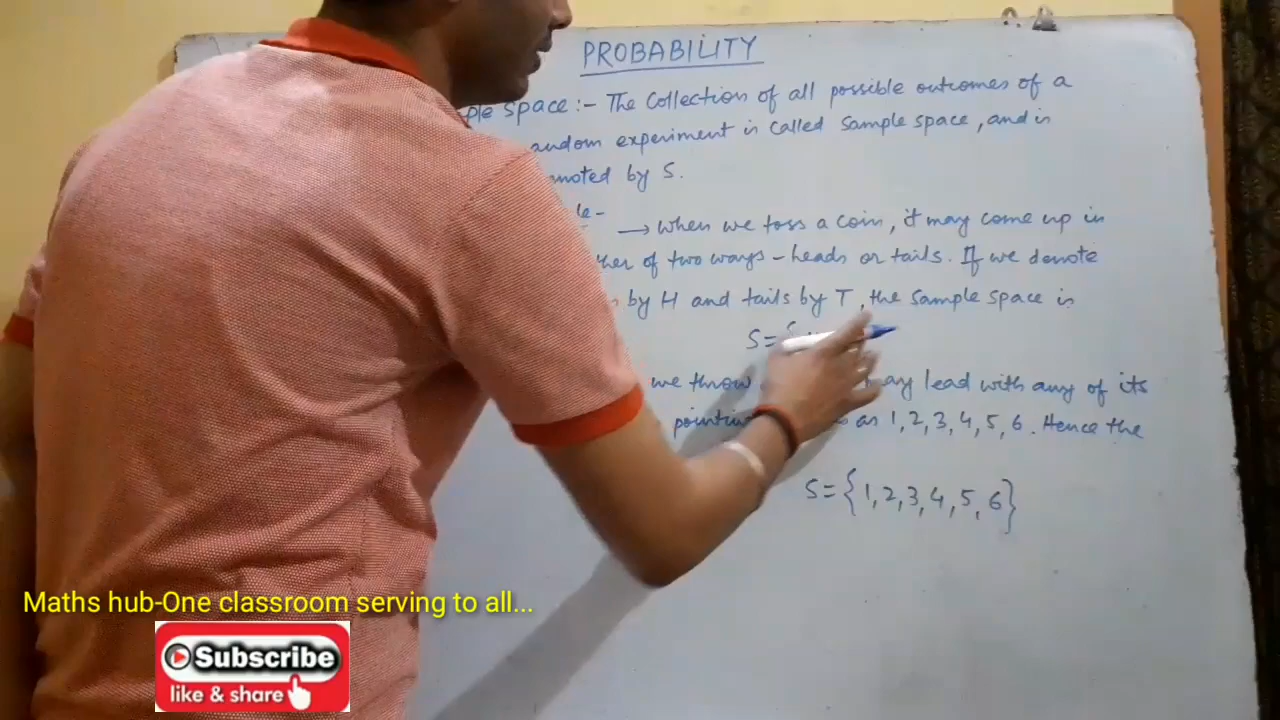 PROBABILITY
ple space :- The Collection of all possible outcomes of a
andom experiment is called sample space, and is
noted by S.
le-
→ when we toss a coin, it may come up in
her of two ways - heads or tails. If we denote
by H and tails by T, the sample space is
S = {
we throw may lead with any of its
pointin as 1, 2, 3, 4, 5, 6. Hence the
S = {1, 2, 3, 4, 5, 6}
Maths hub-One classroom serving to all...
Subscribe
like & share